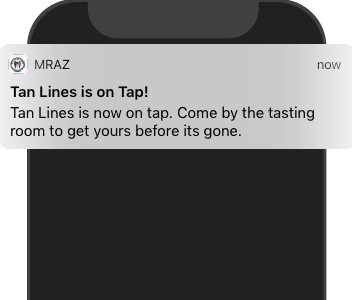 MRAZ now
Tan Lines is on Tap!
Tan Lines is now on tap. Come by the tasting
room to get yours before its gone.